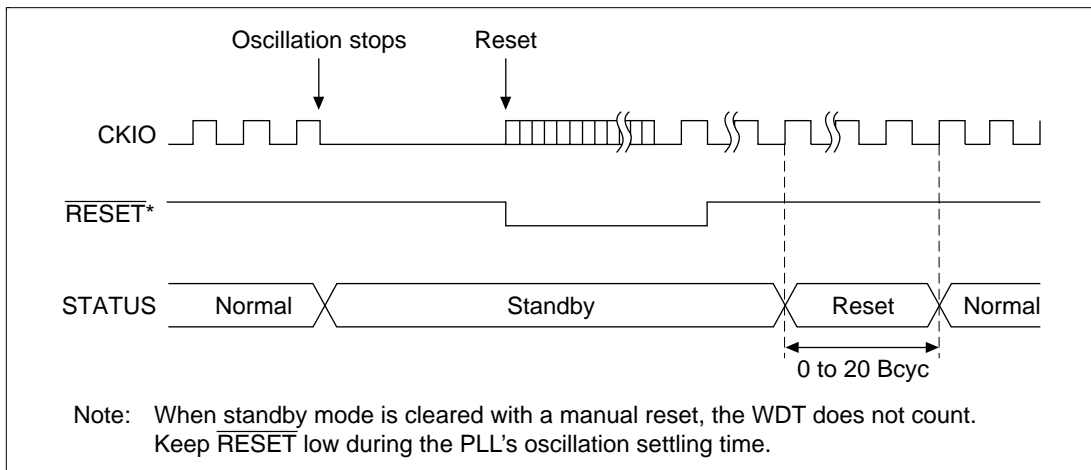 Oscillation stops Reset
CKIO
RESET*
STATUS Normal Standby Reset Normal
0 to 20 Bcyc
Note: When standby mode is cleared with a manual reset, the WDT does not count.
Keep RESET low during the PLL's oscillation settling time.